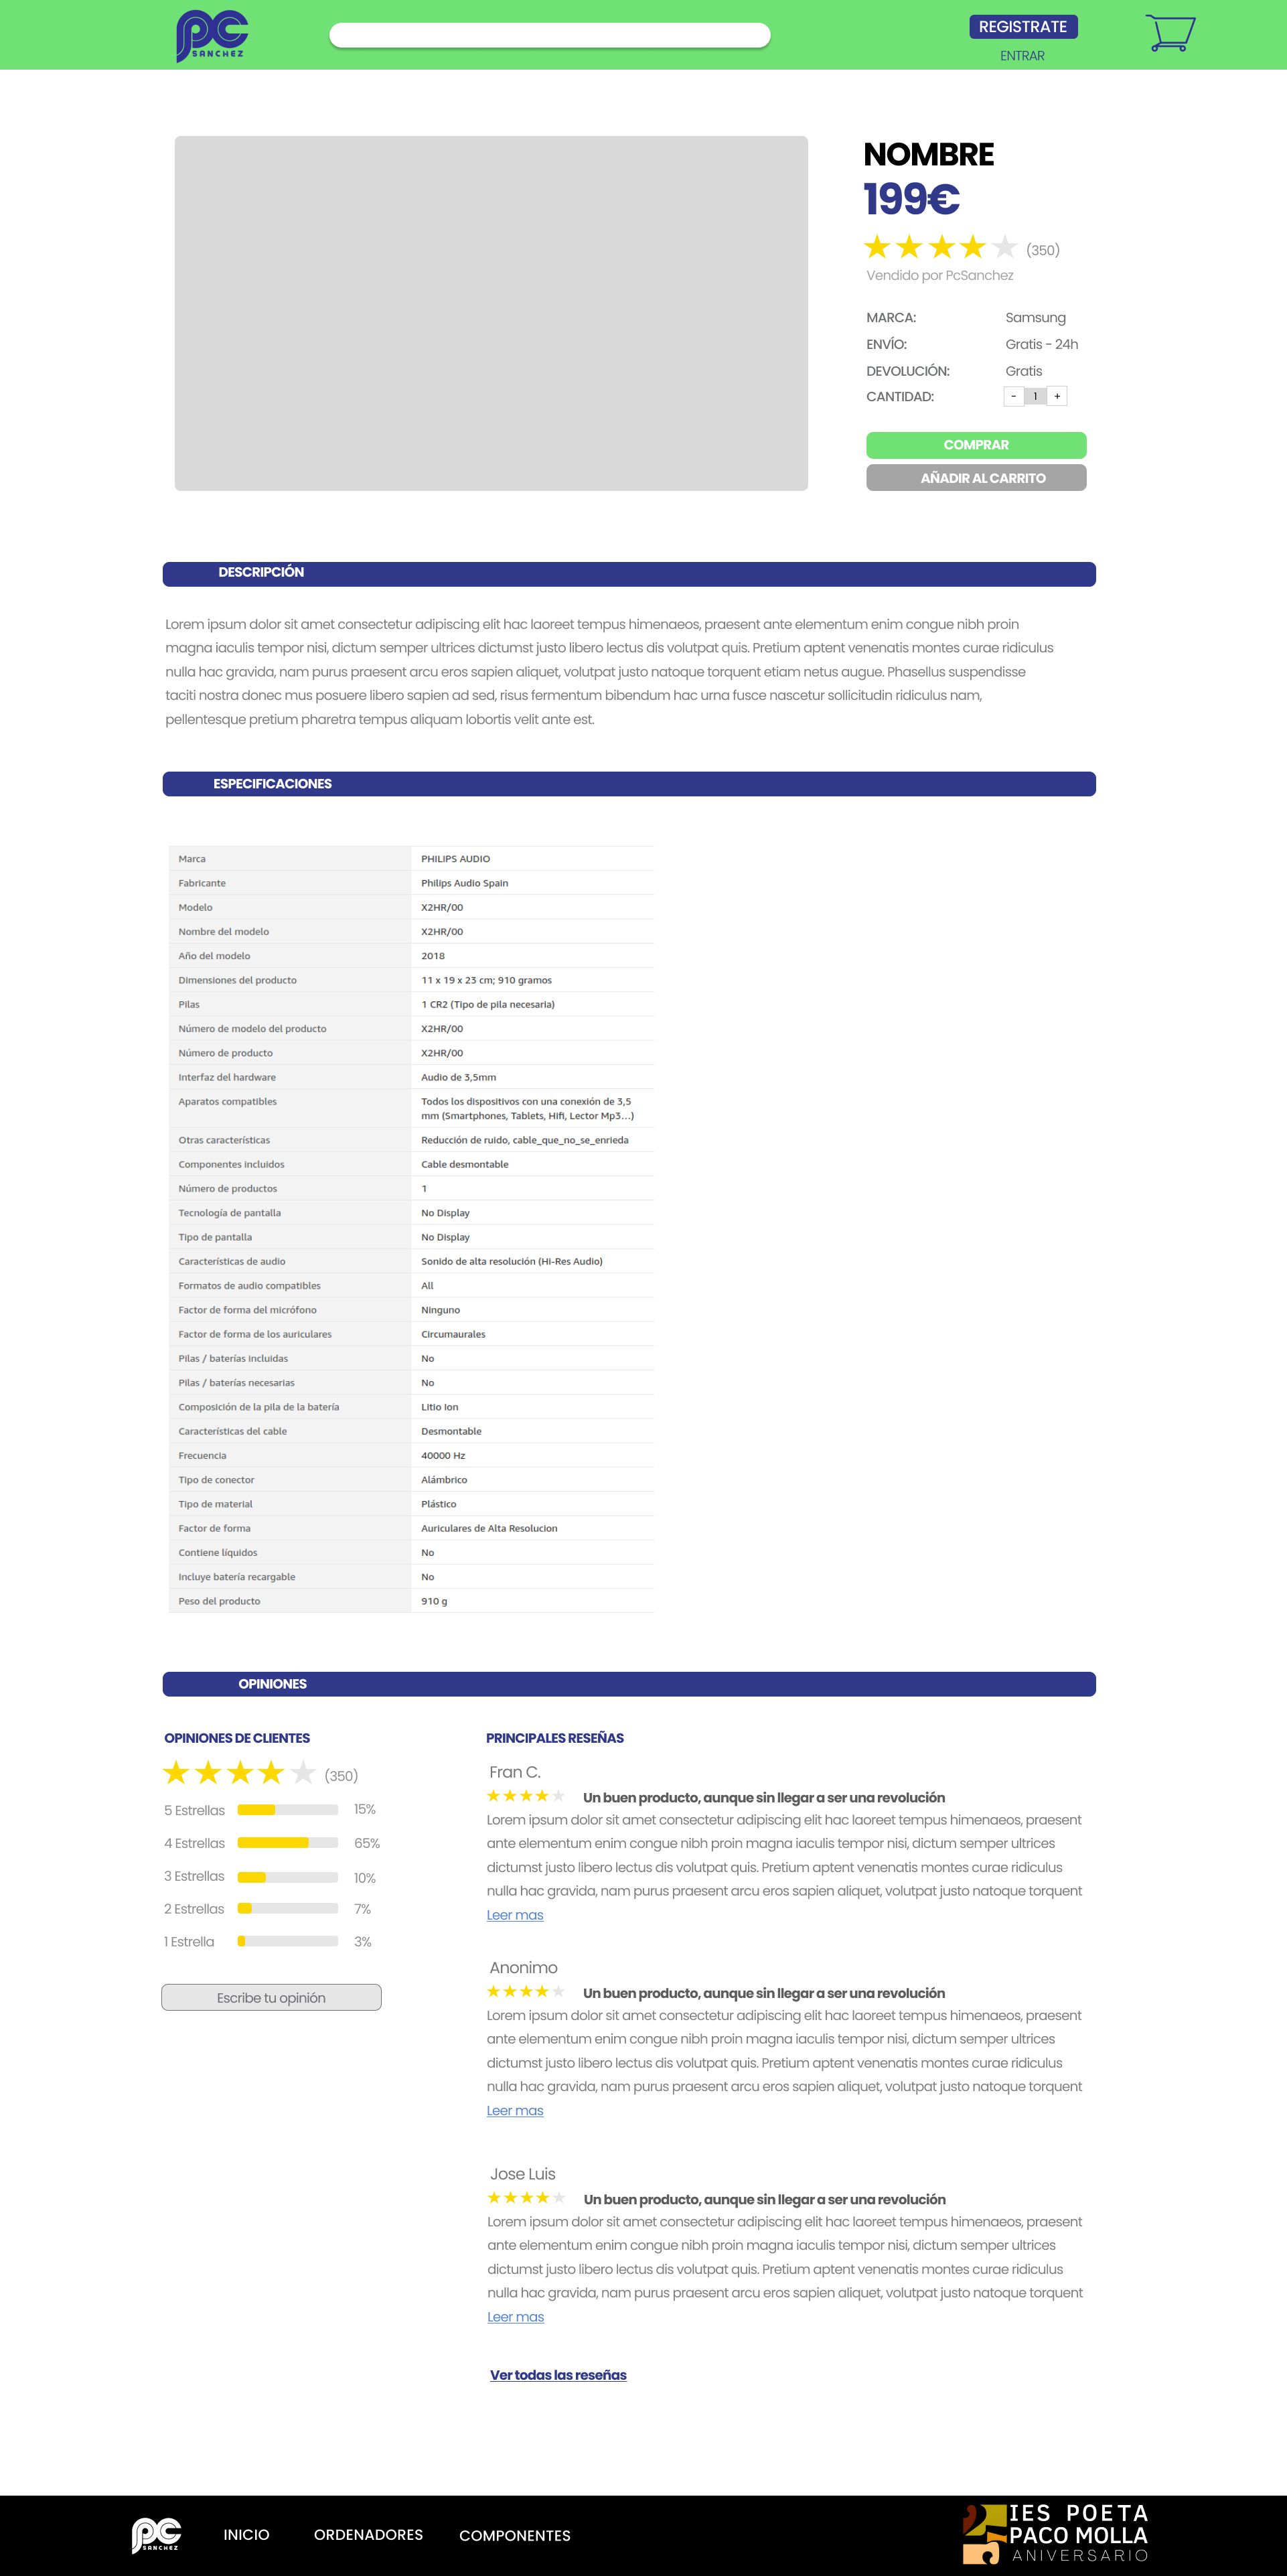 PC
SANCHEZ
REGISTRATE
ENTRAR
NOMBRE
199€
(350)
Vendido por PcSanchez
MARCA: Samsung
ENVÍO: Gratis - 24h
DEVOLUCIÓN: Gratis
CANTIDAD: - 1 +
COMPRAR
AÑADIR AL CARRITO
DESCRIPCIÓN
Lorem ipsum dolor sit amet consectetur adipiscing elit hac laoreet tempus himenaeos, praesent ante elementum enim congue nibh proin
magna iaculis tempor nisi, dictum semper ultrices dictumst justo libero lectus dis volutpat quis. Pretium aptent venenatis montes curae ridiculus
nulla hac gravida, nam purus praesent arcu eros sapien aliquet, volutpat justo natoque torquent etiam netus augue. Phasellus suspendisse
taciti nostra donec mus posuere libero sapien ad sed, risus fermentum bibendum hac urna fusce nascetur sollicitudin ridiculus nam,
pellentesque pretium pharetra tempus aliquam lobortis velit ante est.
ESPECIFICACIONES
Marca PHILIPS AUDIO
Fabricante Philips Audio Spain
Modelo X2HR/00
Nombre del modelo X2HR/00
Año del modelo 2018
Dimensiones del producto 11 x 19 x 23 cm; 910 gramos
Pilas 1 CR2 (Tipo de pila necesaria)
Número de modelo del producto X2HR/00
Número de producto X2HR/00
Interfaz del hardware Audio de 3,5mm
Aparatos compatibles Todos los dispositivos con una conexión de 3,5
mm (Smartphones, Tablets, Hifi, Lector Mp3…)
Otras características Reducción de ruido, cable_que_no_se_enrieda
Componentes incluidos Cable desmontable
Número de productos 1
Tecnología de pantalla No Display
Tipo de pantalla No Display
Características de audio Sonido de alta resolución (Hi-Res Audio)
Formatos de audio compatibles All
Factor de forma del micrófono Ninguno
Factor de forma de los auriculares Circumaurales
Pilas / baterías incluidas No
Pilas / baterías necesarias No
Composición de la pila de la batería Litio ion
Características del cable Desmontable
Frecuencia 40000 Hz
Tipo de conector Alámbrico
Tipo de material Plástico
Factor de forma Auriculares de Alta Resolucion
Contiene líquidos No
Incluye batería recargable No
Peso del producto 910 g
OPINIONES
OPINIONES DE CLIENTES
(350)
5 Estrellas 15%
4 Estrellas 65%
3 Estrellas 10%
2 Estrellas 7%
1 Estrella 3%
Escribe tu opinión
PRINCIPALES RESEÑAS
Fran C.
Un buen producto, aunque sin llegar a ser una revolución
Lorem ipsum dolor sit amet consectetur adipiscing elit hac laoreet tempus himenaeos, praesent
ante elementum enim congue nibh proin magna iaculis tempor nisi, dictum semper ultrices
dictumst justo libero lectus dis volutpat quis. Pretium aptent venenatis montes curae ridiculus
nulla hac gravida, nam purus praesent arcu eros sapien aliquet, volutpat justo natoque torquent
Leer mas
Anonimo
Un buen producto, aunque sin llegar a ser una revolución
Lorem ipsum dolor sit amet consectetur adipiscing elit hac laoreet tempus himenaeos, praesent
ante elementum enim congue nibh proin magna iaculis tempor nisi, dictum semper ultrices
dictumst justo libero lectus dis volutpat quis. Pretium aptent venenatis montes curae ridiculus
nulla hac gravida, nam purus praesent arcu eros sapien aliquet, volutpat justo natoque torquent
Leer mas
Jose Luis
Un buen producto, aunque sin llegar a ser una revolución
Lorem ipsum dolor sit amet consectetur adipiscing elit hac laoreet tempus himenaeos, praesent
ante elementum enim congue nibh proin magna iaculis tempor nisi, dictum semper ultrices
dictumst justo libero lectus dis volutpat quis. Pretium aptent venenatis montes curae ridiculus
nulla hac gravida, nam purus praesent arcu eros sapien aliquet, volutpat justo natoque torquent
Leer mas
Ver todas las reseñas
PC
SANCHEZ
INICIO
ORDENADORES
COMPONENTES
25
IES POETA
PACO MOLLA
ANIVERSARIO